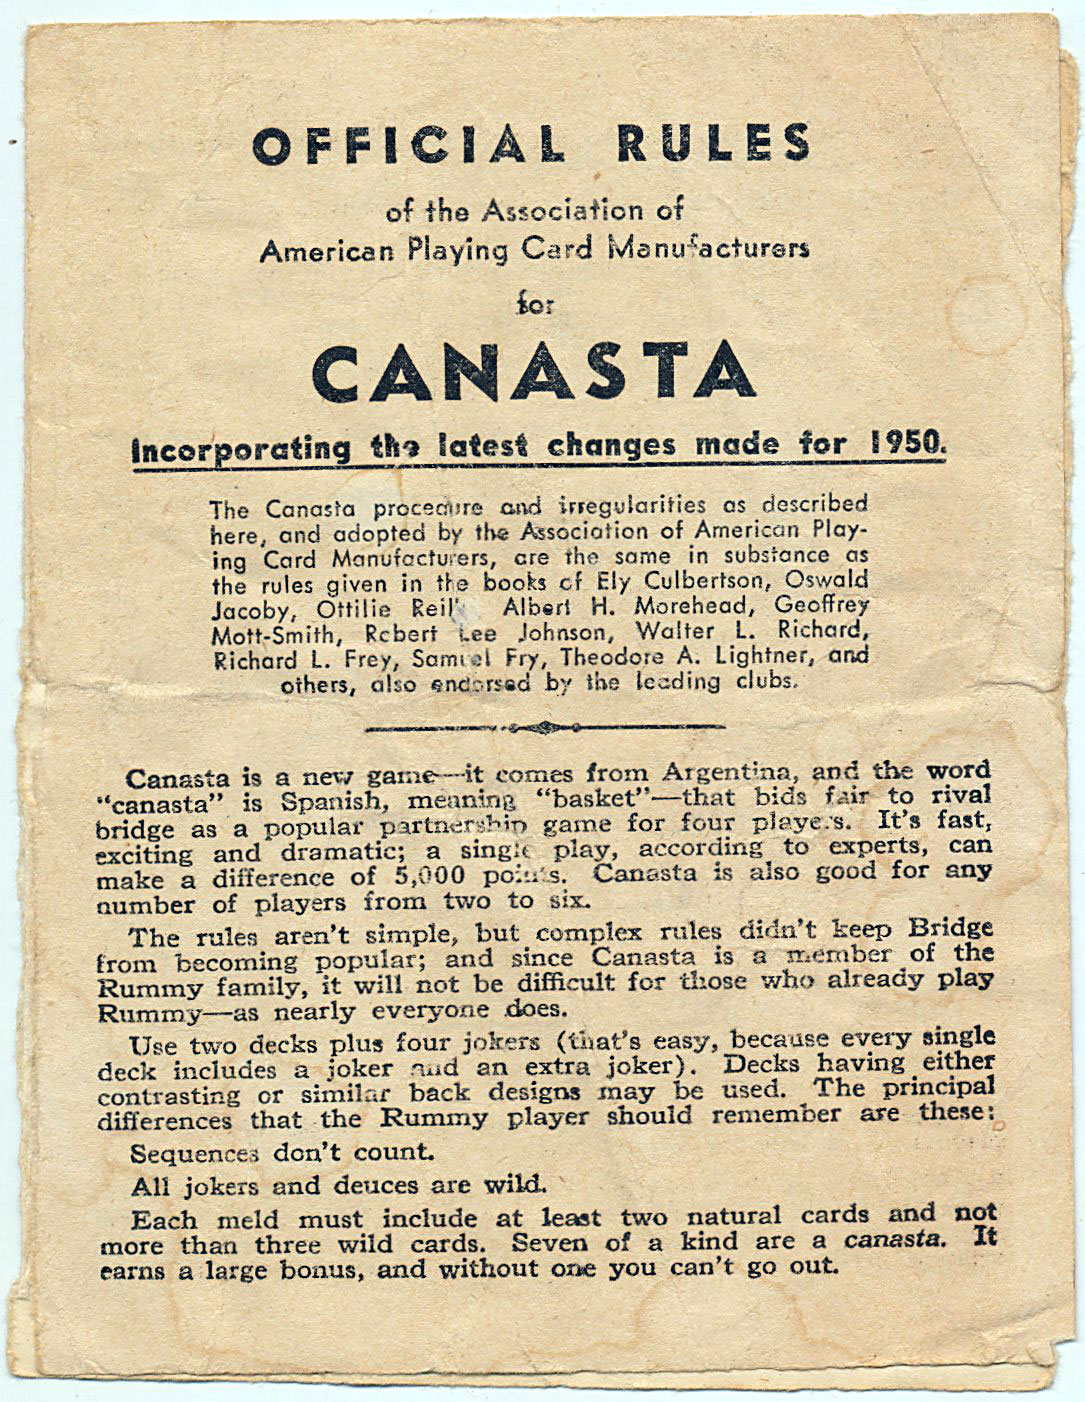 OFFICIAL RULES
of the Association of
American Playing Card Manufacturers
for
CANASTA
Incorporating the latest changes made for 1950.
The Canasta procedure and irregularities as described
here, and adopted by the Association of American Play-
ing Card Manufacturers, are the same in substance as
the rules given in the books of Ely Culbertson, Oswald
Jacoby, Ottilie Albert H. Morehead, Geoffrey
Mott-Smith, Robert Lee Johnson, Walter L. Richard,
Richard L. Frey, Samuel Fry, Theodore A. Lightner, and
others, also endorsed by the leading clubs.
Canasta is a new game—it comes from Argentina, and the word
"canasta" is Spanish, meaning "basket"—that bids fair to rival
bridge as a popular partnership game for four players. It's fast,
exciting and dramatic; a single play, according to experts, can
make a difference of 5,000 points. Canasta is also good for any
number of players from two to six.
The rules aren't simple, but complex rules didn't keep Bridge
from becoming popular; and since Canasta is a member of the
Rummy family, it will not be difficult for those who already play
Rummy—as nearly everyone does.
Use two decks plus four jokers (that's easy, because every single
deck includes a joker and an extra joker). Decks having either
contrasting or similar back designs may be used. The principal
differences that the Rummy player should remember are these:
Sequences don't count.
All jokers and deuces are wild.
Each meld must include at least two natural cards and not
more than three wild cards. Seven of a kind are a canasta. It
earns a large bonus, and without one you can't go out.